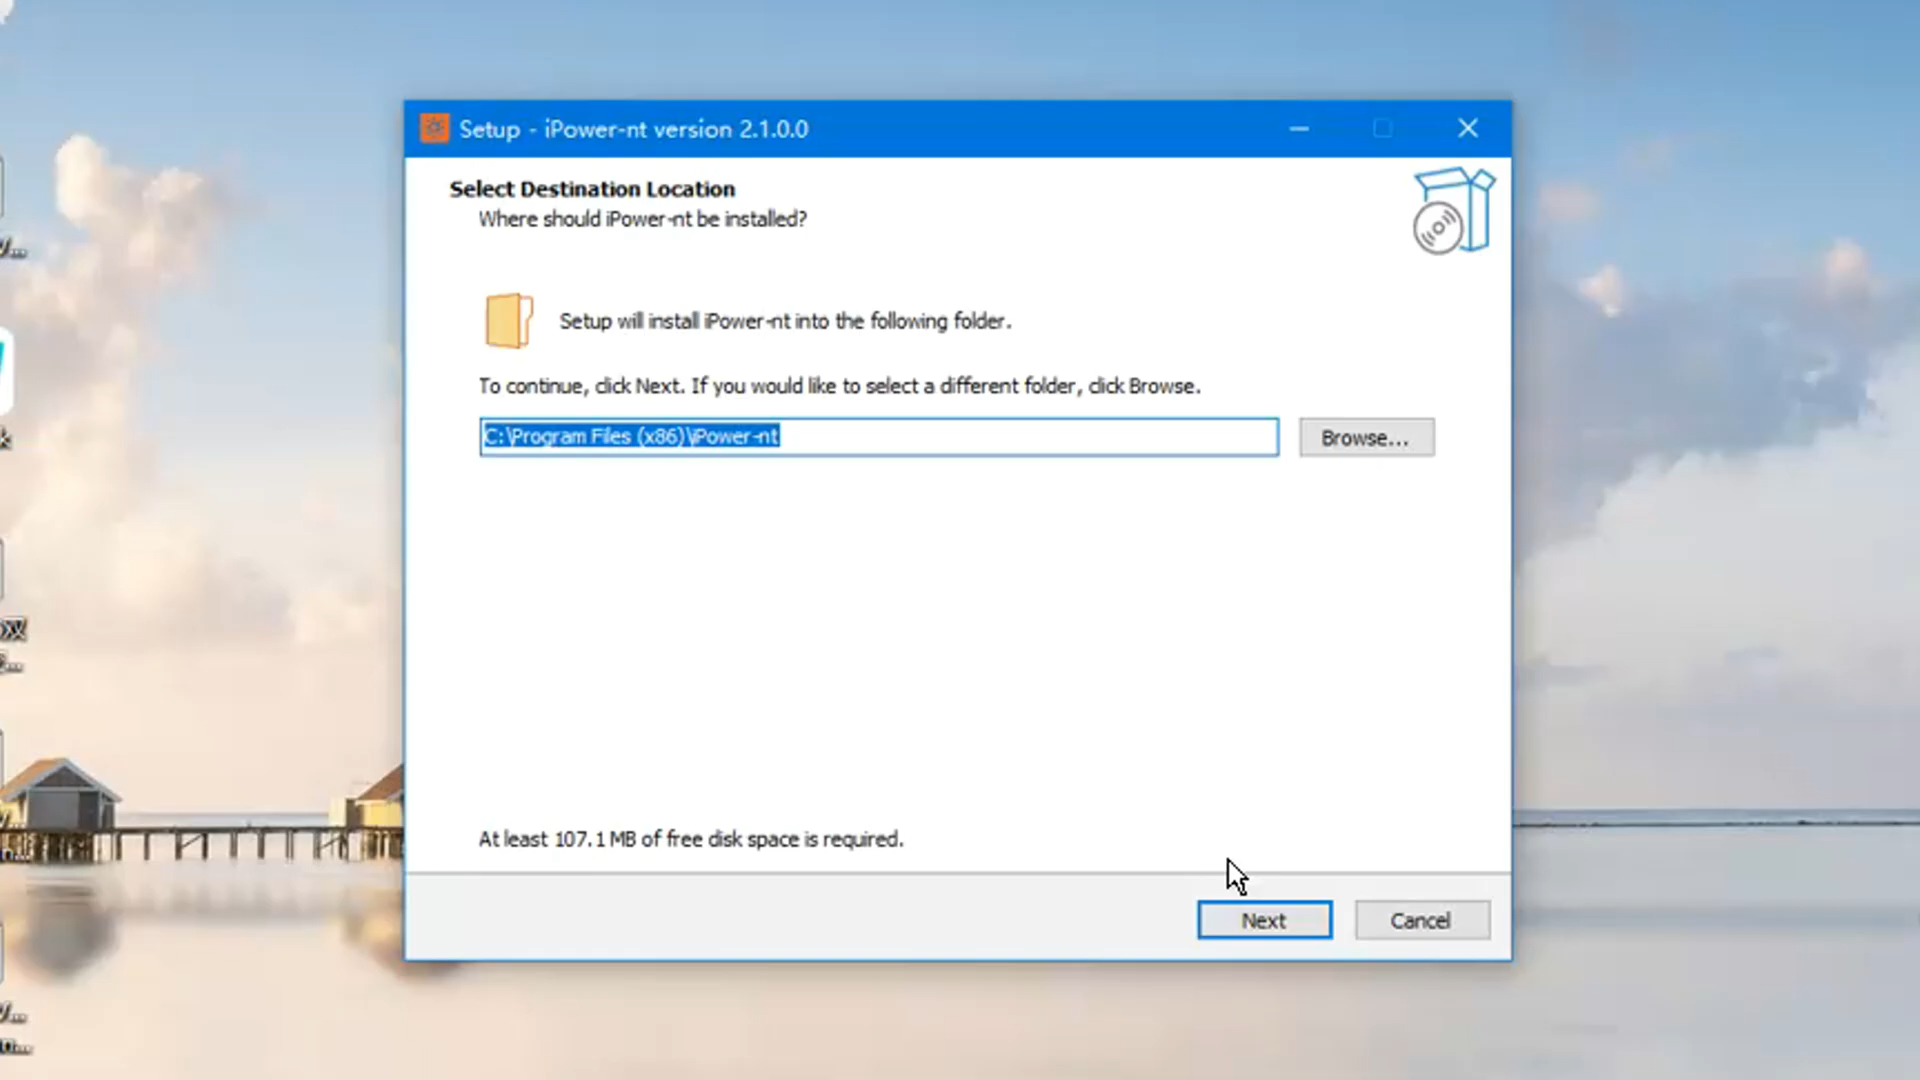 Setup - iPower-nt version 2.1.0.0
Select Destination Location
Where should iPower-nt be installed?
Setup will install iPower-nt into the following folder.
To continue, click Next. If you would like to select a different folder, click Browse.
C:\Program Files (x86)\iPower-nt
Browse...
At least 107.1 MB of free disk space is required.
Next
Cancel